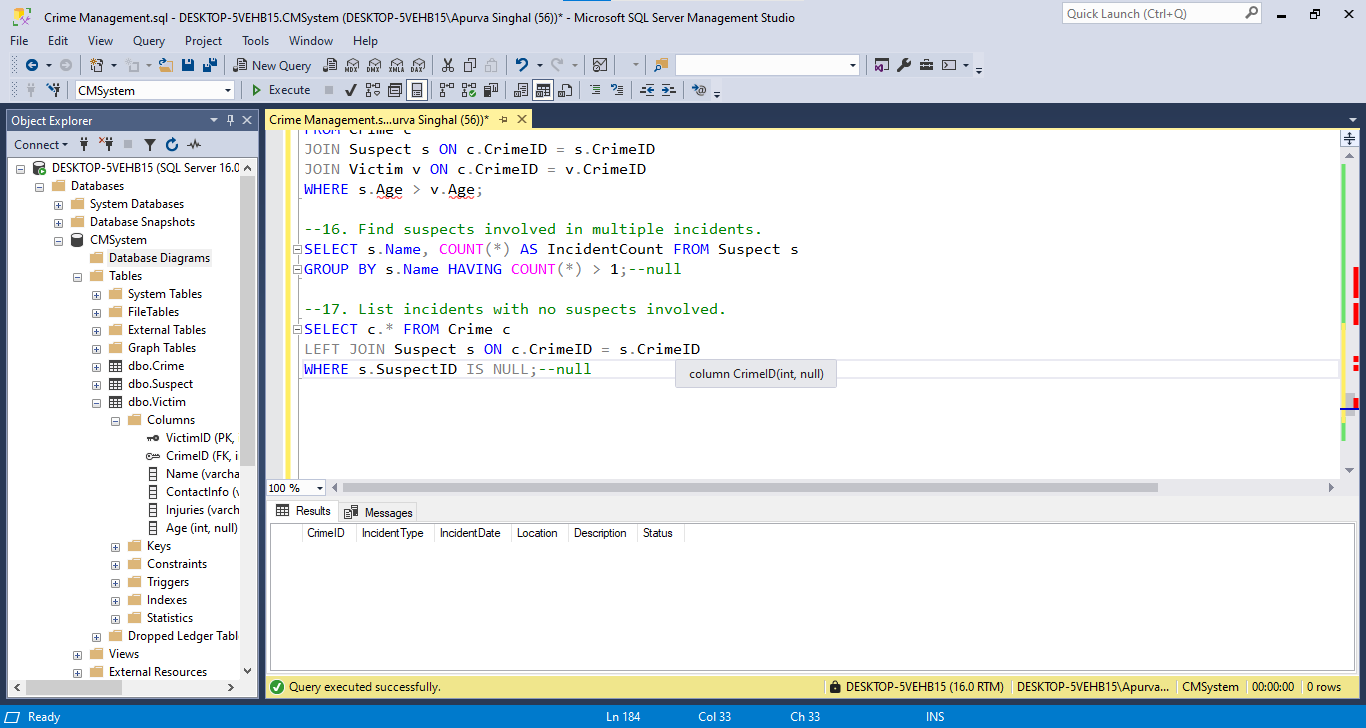 Crime Management.sql - DESKTOP-5VEHB15.CMSystem (DESKTOP-5VEHB15\Apurva Singhal (56))* - Microsoft SQL Server Management Studio
Quick Launch (Ctrl+Q)
File Edit View Query Project Tools Window Help
New Query
MDX DMX XMLA DAX
CMSystem
Execute
Object Explorer
Crime Management.s...urva Singhal (56))*
Connect
DESKTOP-5VEHB15 (SQL Server 16.0
Databases
System Databases
Database Snapshots
CMSystem
Database Diagrams
Tables
System Tables
FileTables
External Tables
Graph Tables
dbo.Crime
dbo.Suspect
dbo.Victim
Columns
VictimID (PK,
CrimeID (FK, i
Name (varcha
ContactInfo (v
Injuries (varch
Age (int, null)
Keys
Constraints
Triggers
Indexes
Statistics
Dropped Ledger Tabl
Views
External Resources
FROM Crime c
JOIN Suspect s ON c.CrimeID = s.CrimeID
JOIN Victim v ON c.CrimeID = v.CrimeID
WHERE s.Age > v.Age;
--16. Find suspects involved in multiple incidents.
SELECT s.Name, COUNT(*) AS IncidentCount FROM Suspect s
GROUP BY s.Name HAVING COUNT(*) > 1;--null
--17. List incidents with no suspects involved.
SELECT c.* FROM Crime c
LEFT JOIN Suspect s ON c.CrimeID = s.CrimeID
WHERE s.SuspectID IS NULL;--null
column CrimeID(int, null)
100 %
Results Messages
CrimeID IncidentType IncidentDate Location Description Status
Query executed successfully.
DESKTOP-5VEHB15 (16.0 RTM) DESKTOP-5VEHB15\Apurva... CMSystem 00:00:00 0 rows
Ready Ln 184 Col 33 Ch 33 INS